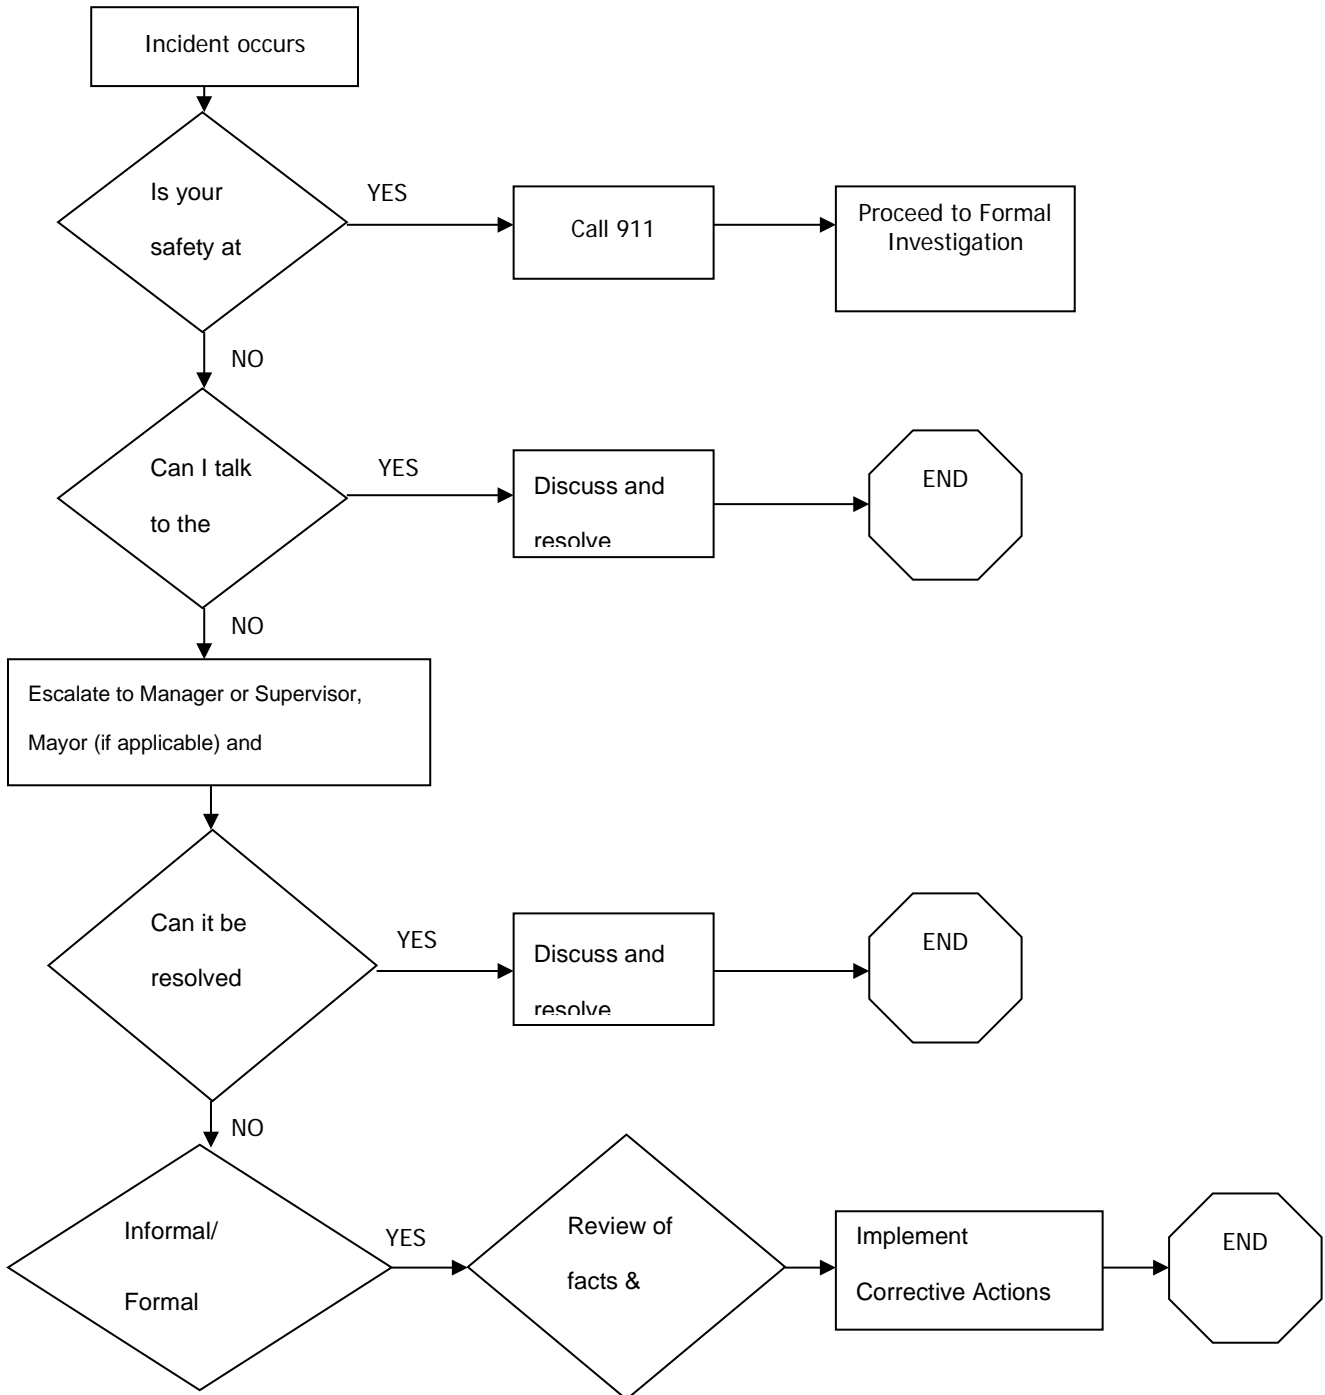 Incident occurs
Is your
safety at
YES
Call 911
Proceed to Formal
Investigation
NO
Can I talk
to the
YES
Discuss and
resolve
END
NO
Escalate to Manager or Supervisor,
Mayor (if applicable) and
Can it be
resolved
YES
Discuss and
resolve
END
NO
Informal/
Formal
YES
Review of
facts &
Implement
Corrective Actions
END